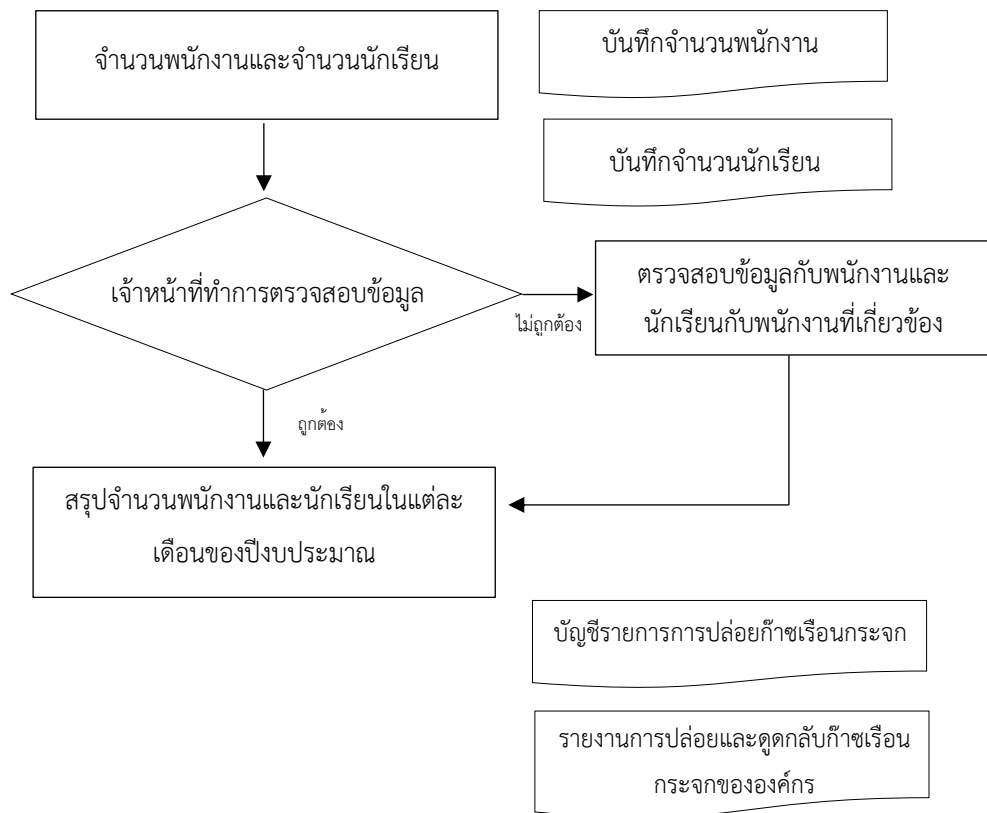 จำนวนพนักงานและจำนวนนักเรียน
บันทึกจำนวนพนักงาน
บันทึกจำนวนนักเรียน
เจ้าหน้าที่ทำการตรวจสอบข้อมูล
ไม่ถูกต้อง
ตรวจสอบข้อมูลกับพนักงานและ
นักเรียนกับพนักงานที่เกี่ยวข้อง
ถูกต้อง
สรุปจำนวนพนักงานและนักเรียนในแต่ละ
เดือนของปีงบประมาณ
บัญชีรายการการปล่อยก๊าซเรือนกระจก
รายงานการปล่อยและดูดกลับก๊าซเรือน
กระจกขององค์กร